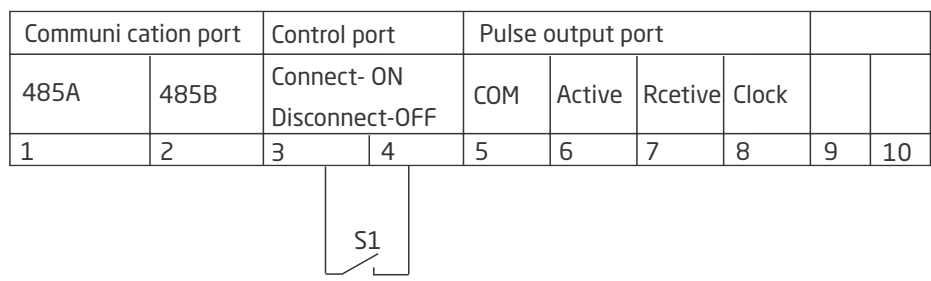 Communi cation port Control port Pulse output port
485A 485B Connect- ON COM Active Rcetive Clock
Disconnect-OFF
1 2 3 4 5 6 7 8 9 10
S1